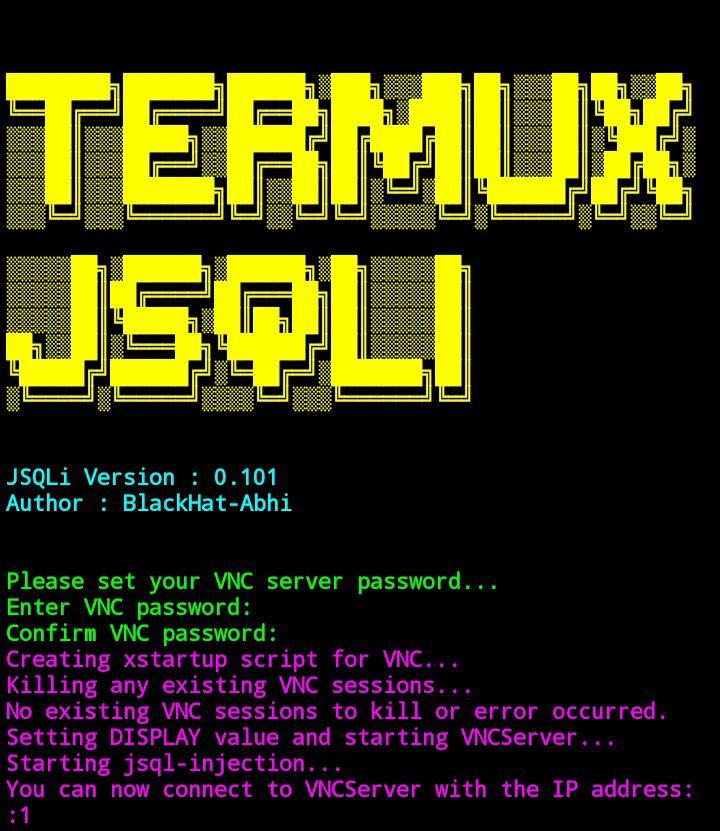 TERMUX
JSQLI
JSQLi Version : 0.101
Author : BlackHat-Abhi
Please set your VNC server password...
Enter VNC password:
Confirm VNC password:
Creating xstartup script for VNC...
Killing any existing VNC sessions...
No existing VNC sessions to kill or error occurred.
Setting DISPLAY value and starting VNCServer...
Starting jsql-injection...
You can now connect to VNCServer with the IP address:
:1